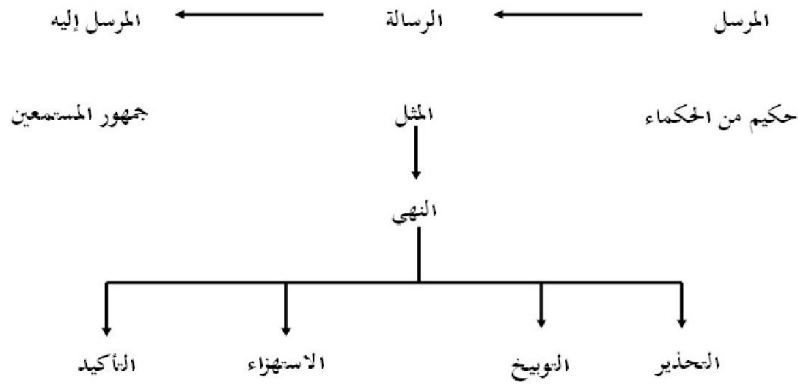 المرسل الرسالة المرسل إليه
حكيم من الحكماء المثل جمهور المستمعين
النهي
التحذير التوبيخ الاستهزاء التأكيد